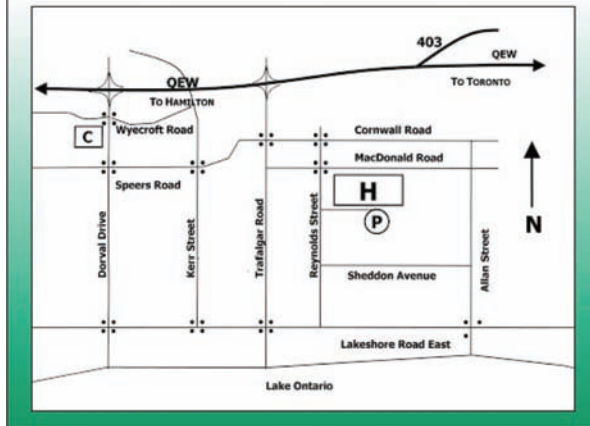 403
QEW
QEW
TO TORONTO
TO HAMILTON
C
Wyecroft Road
Cornwall Road
MacDonald Road
Speers Road
H
P
N
Dorval Drive
Kerr Street
Trafalgar Road
Reynolds Street
Allan Street
Sheddon Avenue
Lakeshore Road East
Lake Ontario